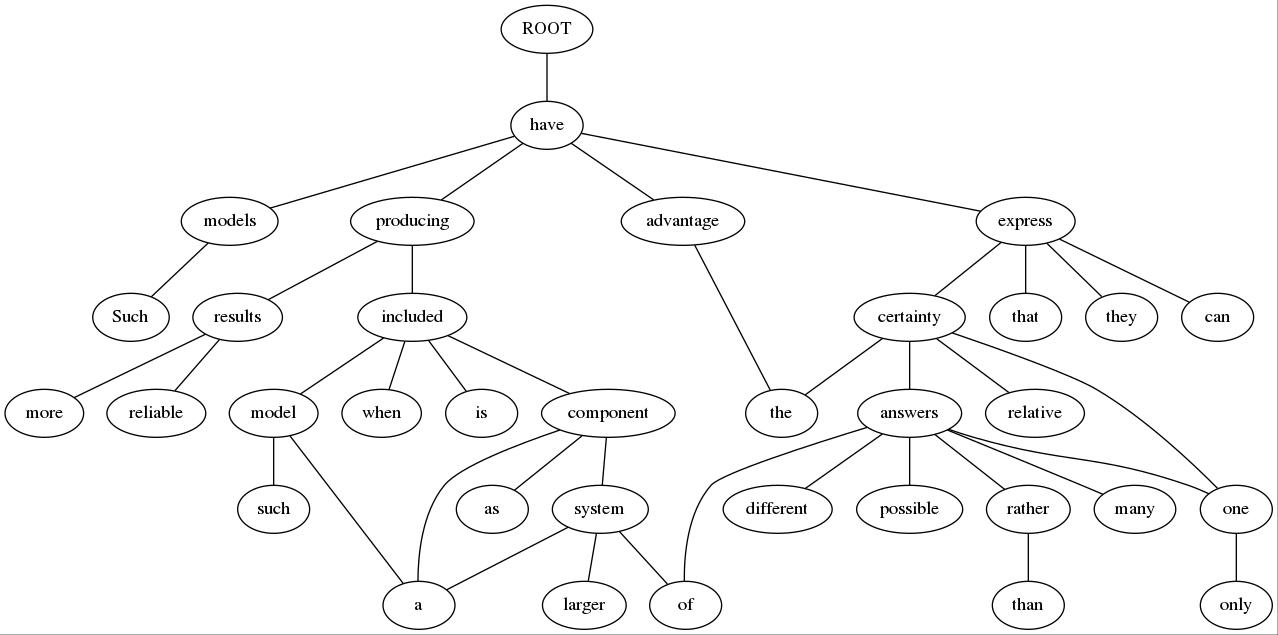 ROOT
have
models
producing
advantage
express
Such
results
included
certainty
that
they
can
more
reliable
model
when
is
component
the
answers
relative
such
as
system
different
possible
rather
many
one
a
larger
of
than
only